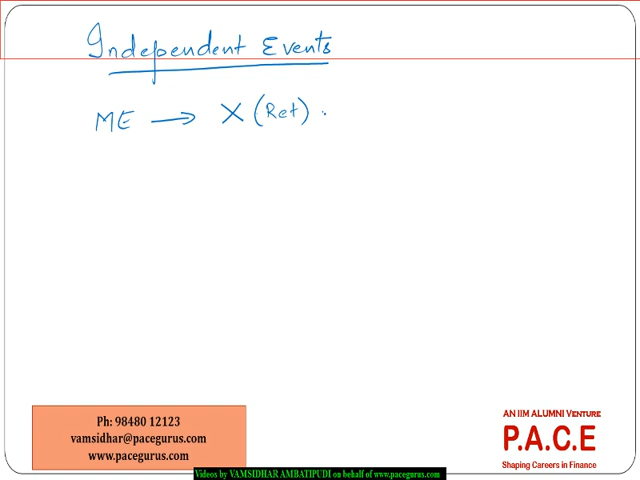 Independent Events
ME → X (Ret) .
Ph: 98480 12123
vamsidhar@pacegurus.com
www.pacegurus.com
AN IIM ALUMNI VENTURE
P.A.C.E
Shaping Careers in Finance
Videos by VAMSIDHAR AMBATIPUDI on behalf of www.pacegurus.com